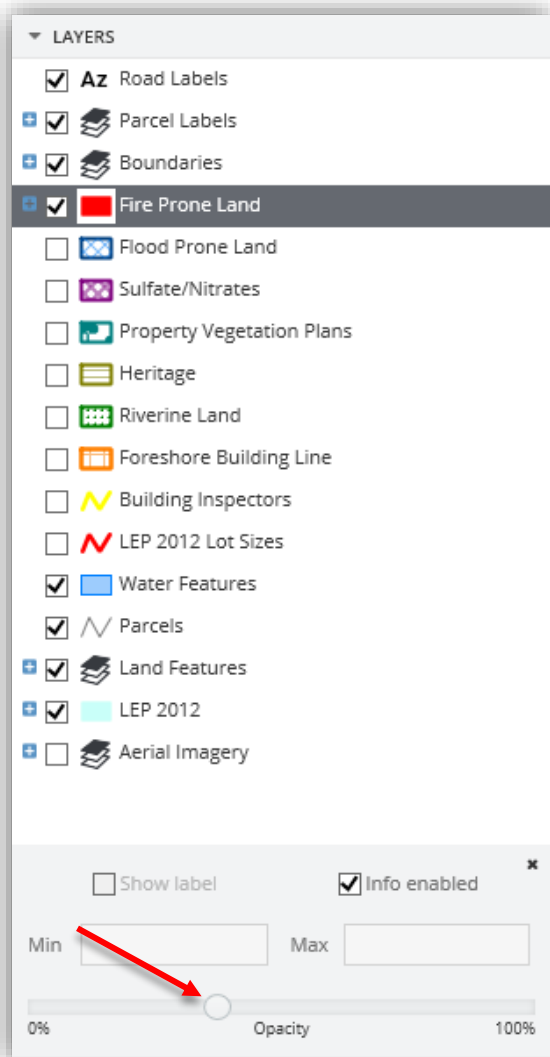 LAYERS
Az Road Labels
Parcel Labels
Boundaries
Fire Prone Land
Flood Prone Land
Sulfate/Nitrates
Property Vegetation Plans
Heritage
Riverine Land
Foreshore Building Line
Building Inspectors
LEP 2012 Lot Sizes
Water Features
Parcels
Land Features
LEP 2012
Aerial Imagery
Show label Info enabled
Min Max
0% Opacity 100%